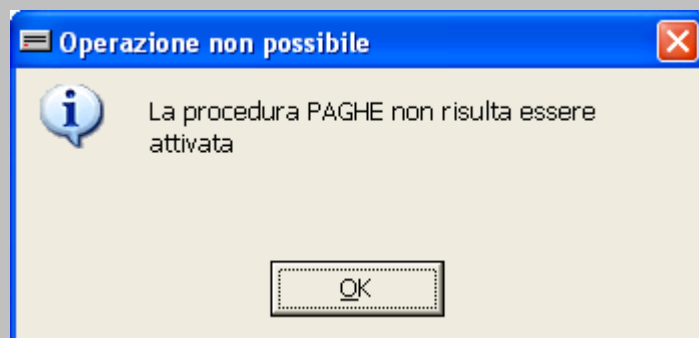 Operazione non possibile
La procedura PAGHE non risulta essere
attivata
OK